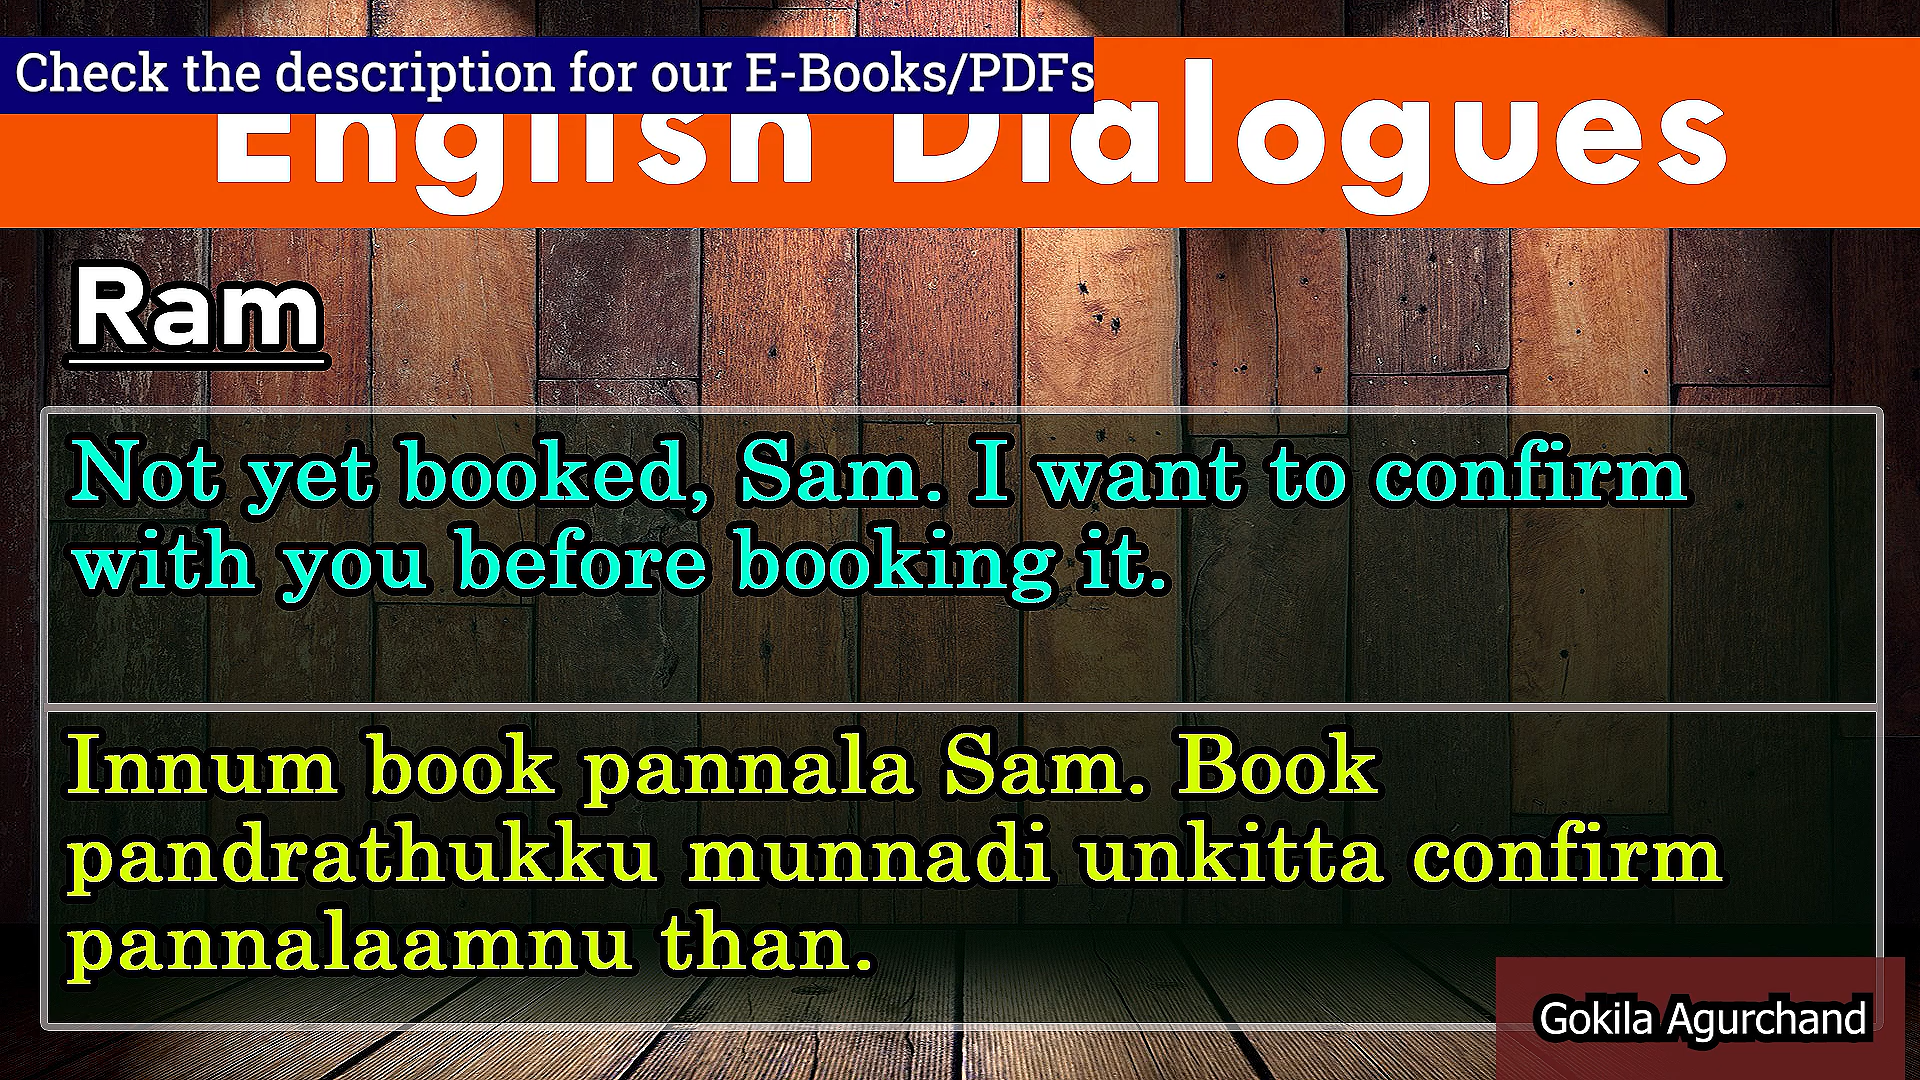 Check the description for our E-Books/PDFs
English Dialogues
Ram
Not yet booked, Sam. I want to confirm
with you before booking it.
Innum book pannala Sam. Book
pandrathukku munnadi unkitta confirm
pannalaamnu than.
Gokila Agurchand